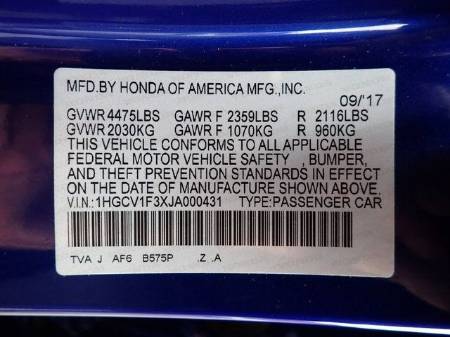 MFD.BY HONDA OF AMERICA MFG.,INC.
09/'17
GVWR 4475LBS GAWR F 2359LBS R 2116LBS
GVWR 2030KG GAWR F 1070KG R 960KG
THIS VEHICLE CONFORMS TO ALL APPLICABLE
FEDERAL MOTOR VEHICLE SAFETY , BUMPER,
AND THEFT PREVENTION STANDARDS IN EFFECT
ON THE DATE OF MANUFACTURE SHOWN ABOVE.
V.I.N.:1HGCV1F3XJA000431 TYPE:PASSENGER CAR
TVA J AF6 B575P .Z .A